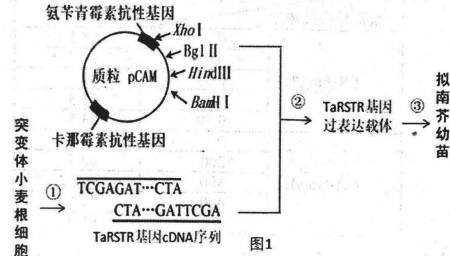 氨苄青霉素抗性基因
XhoⅠ
BglⅡ
HindⅢ
BamHⅠ
质粒 pCAM
卡那霉素抗性基因
突变体小麦根细胞
①
TCGAGAT…CTA
CTA…GATTCGA
TaRSTR基因cDNA序列
②
TaRSTR基因
过表达载体
③
拟南芥幼苗
图1